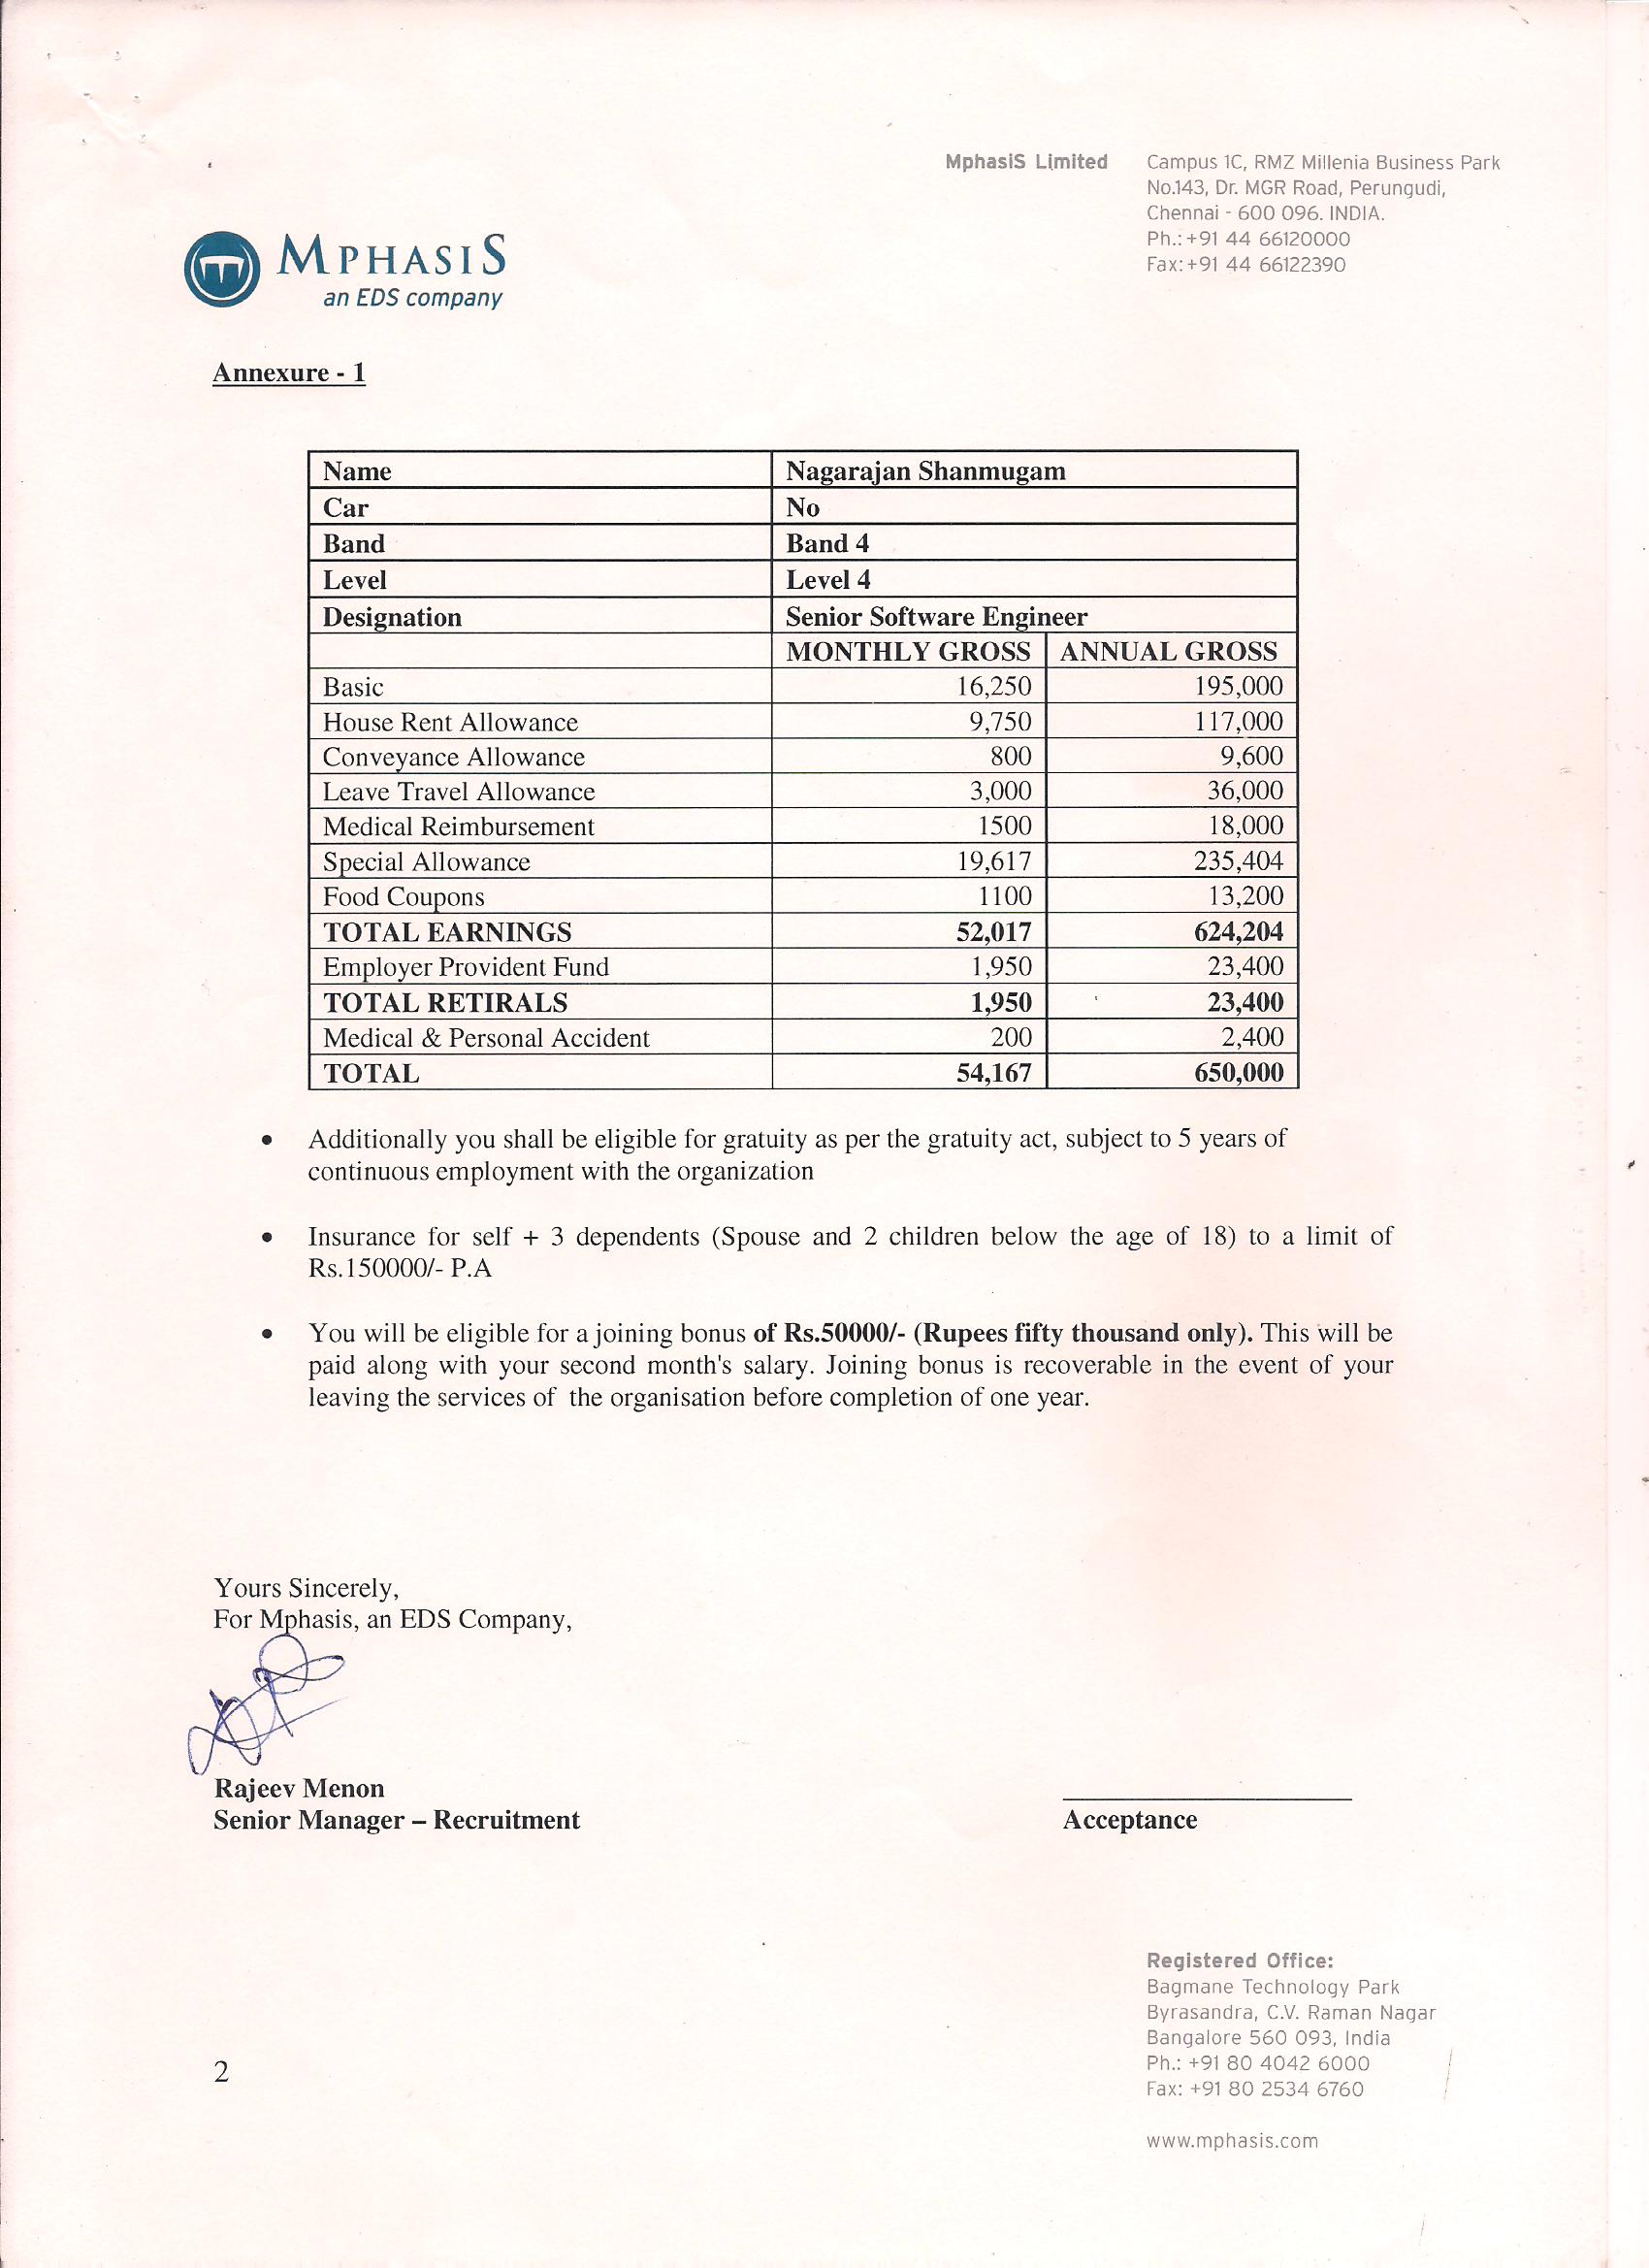 MphasiS Limited
Campus 1C, RMZ Millenia Business Park
No.143, Dr. MGR Road, Perungudi,
Chennai - 600 096. INDIA.
Ph.:+91 44 66120000
Fax:+91 44 66122390
MPHASIS
an EDS company
Annexure - 1
Name Nagarajan Shanmugam
Car No
Band Band 4
Level Level 4
Designation Senior Software Engineer
MONTHLY GROSS ANNUAL GROSS
Basic 16,250 195,000
House Rent Allowance 9,750 117,000
Conveyance Allowance 800 9,600
Leave Travel Allowance 3,000 36,000
Medical Reimbursement 1500 18,000
Special Allowance 19,617 235,404
Food Coupons 1100 13,200
TOTAL EARNINGS 52,017 624,204
Employer Provident Fund 1,950 23,400
TOTAL RETIRALS 1,950 23,400
Medical & Personal Accident 200 2,400
TOTAL 54,167 650,000
• Additionally you shall be eligible for gratuity as per the gratuity act, subject to 5 years of
continuous employment with the organization
• Insurance for self + 3 dependents (Spouse and 2 children below the age of 18) to a limit of
Rs.150000/- P.A
• You will be eligible for a joining bonus of Rs.50000/- (Rupees fifty thousand only). This will be
paid along with your second month's salary. Joining bonus is recoverable in the event of your
leaving the services of the organisation before completion of one year.
Yours Sincerely,
For Mphasis, an EDS Company,
Rajeev Menon
Senior Manager – Recruitment
Acceptance
Registered Office:
Bagmane Technology Park
Byrasandra, C.V. Raman Nagar
Bangalore 560 093, India
Ph.: +91 80 4042 6000
Fax: +91 80 2534 6760
www.mphasis.com
2